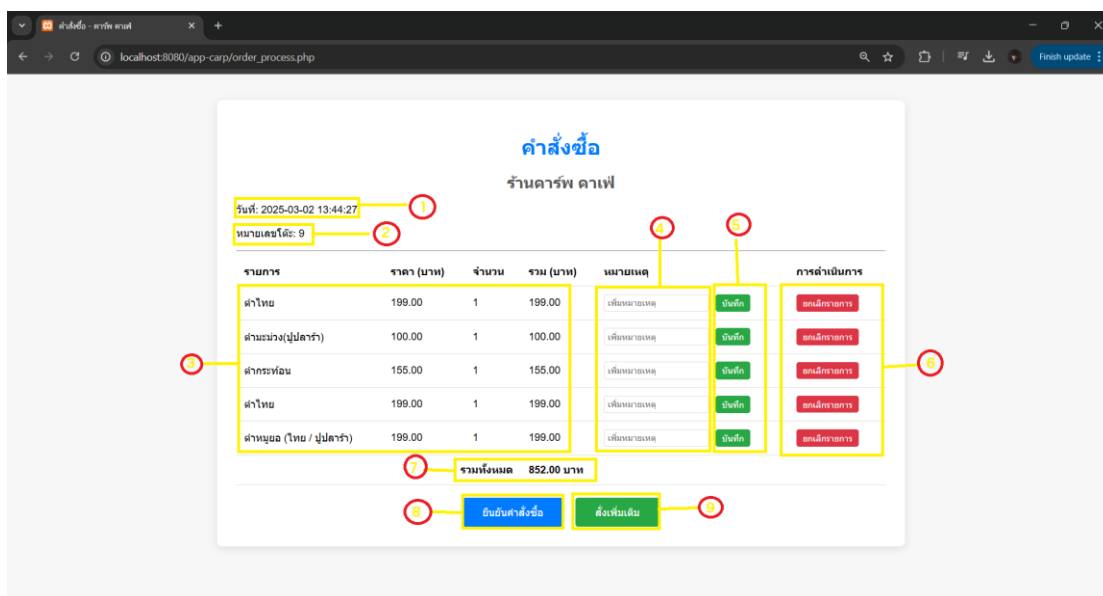 คำสั่งซื้อ - คาร์พ คาเฟ่
localhost:8080/app-carp/order_process.php
Finish update
คำสั่งซื้อ
ร้านคาร์พ คาเฟ่
วันที่: 2025-03-02 13:44:27 1
หมายเลขโต๊ะ: 9 2
4 5
รายการ ราคา (บาท) จำนวน รวม (บาท) หมายเหตุ การดำเนินการ
ตำไทย 199.00 1 199.00 เพิ่มหมายเหตุ บันทึก ยกเลิกรายการ
ตำมะม่วง(ปูปลาร้า) 100.00 1 100.00 เพิ่มหมายเหตุ บันทึก ยกเลิกรายการ
3 ตำกระท้อน 155.00 1 155.00 เพิ่มหมายเหตุ บันทึก ยกเลิกรายการ 6
ตำไทย 199.00 1 199.00 เพิ่มหมายเหตุ บันทึก ยกเลิกรายการ
ตำหมูยอ (ไทย / ปูปลาร้า) 199.00 1 199.00 เพิ่มหมายเหตุ บันทึก ยกเลิกรายการ
7 รวมทั้งหมด 852.00 บาท
8 ยืนยันคำสั่งซื้อ สั่งเพิ่มเติม 9